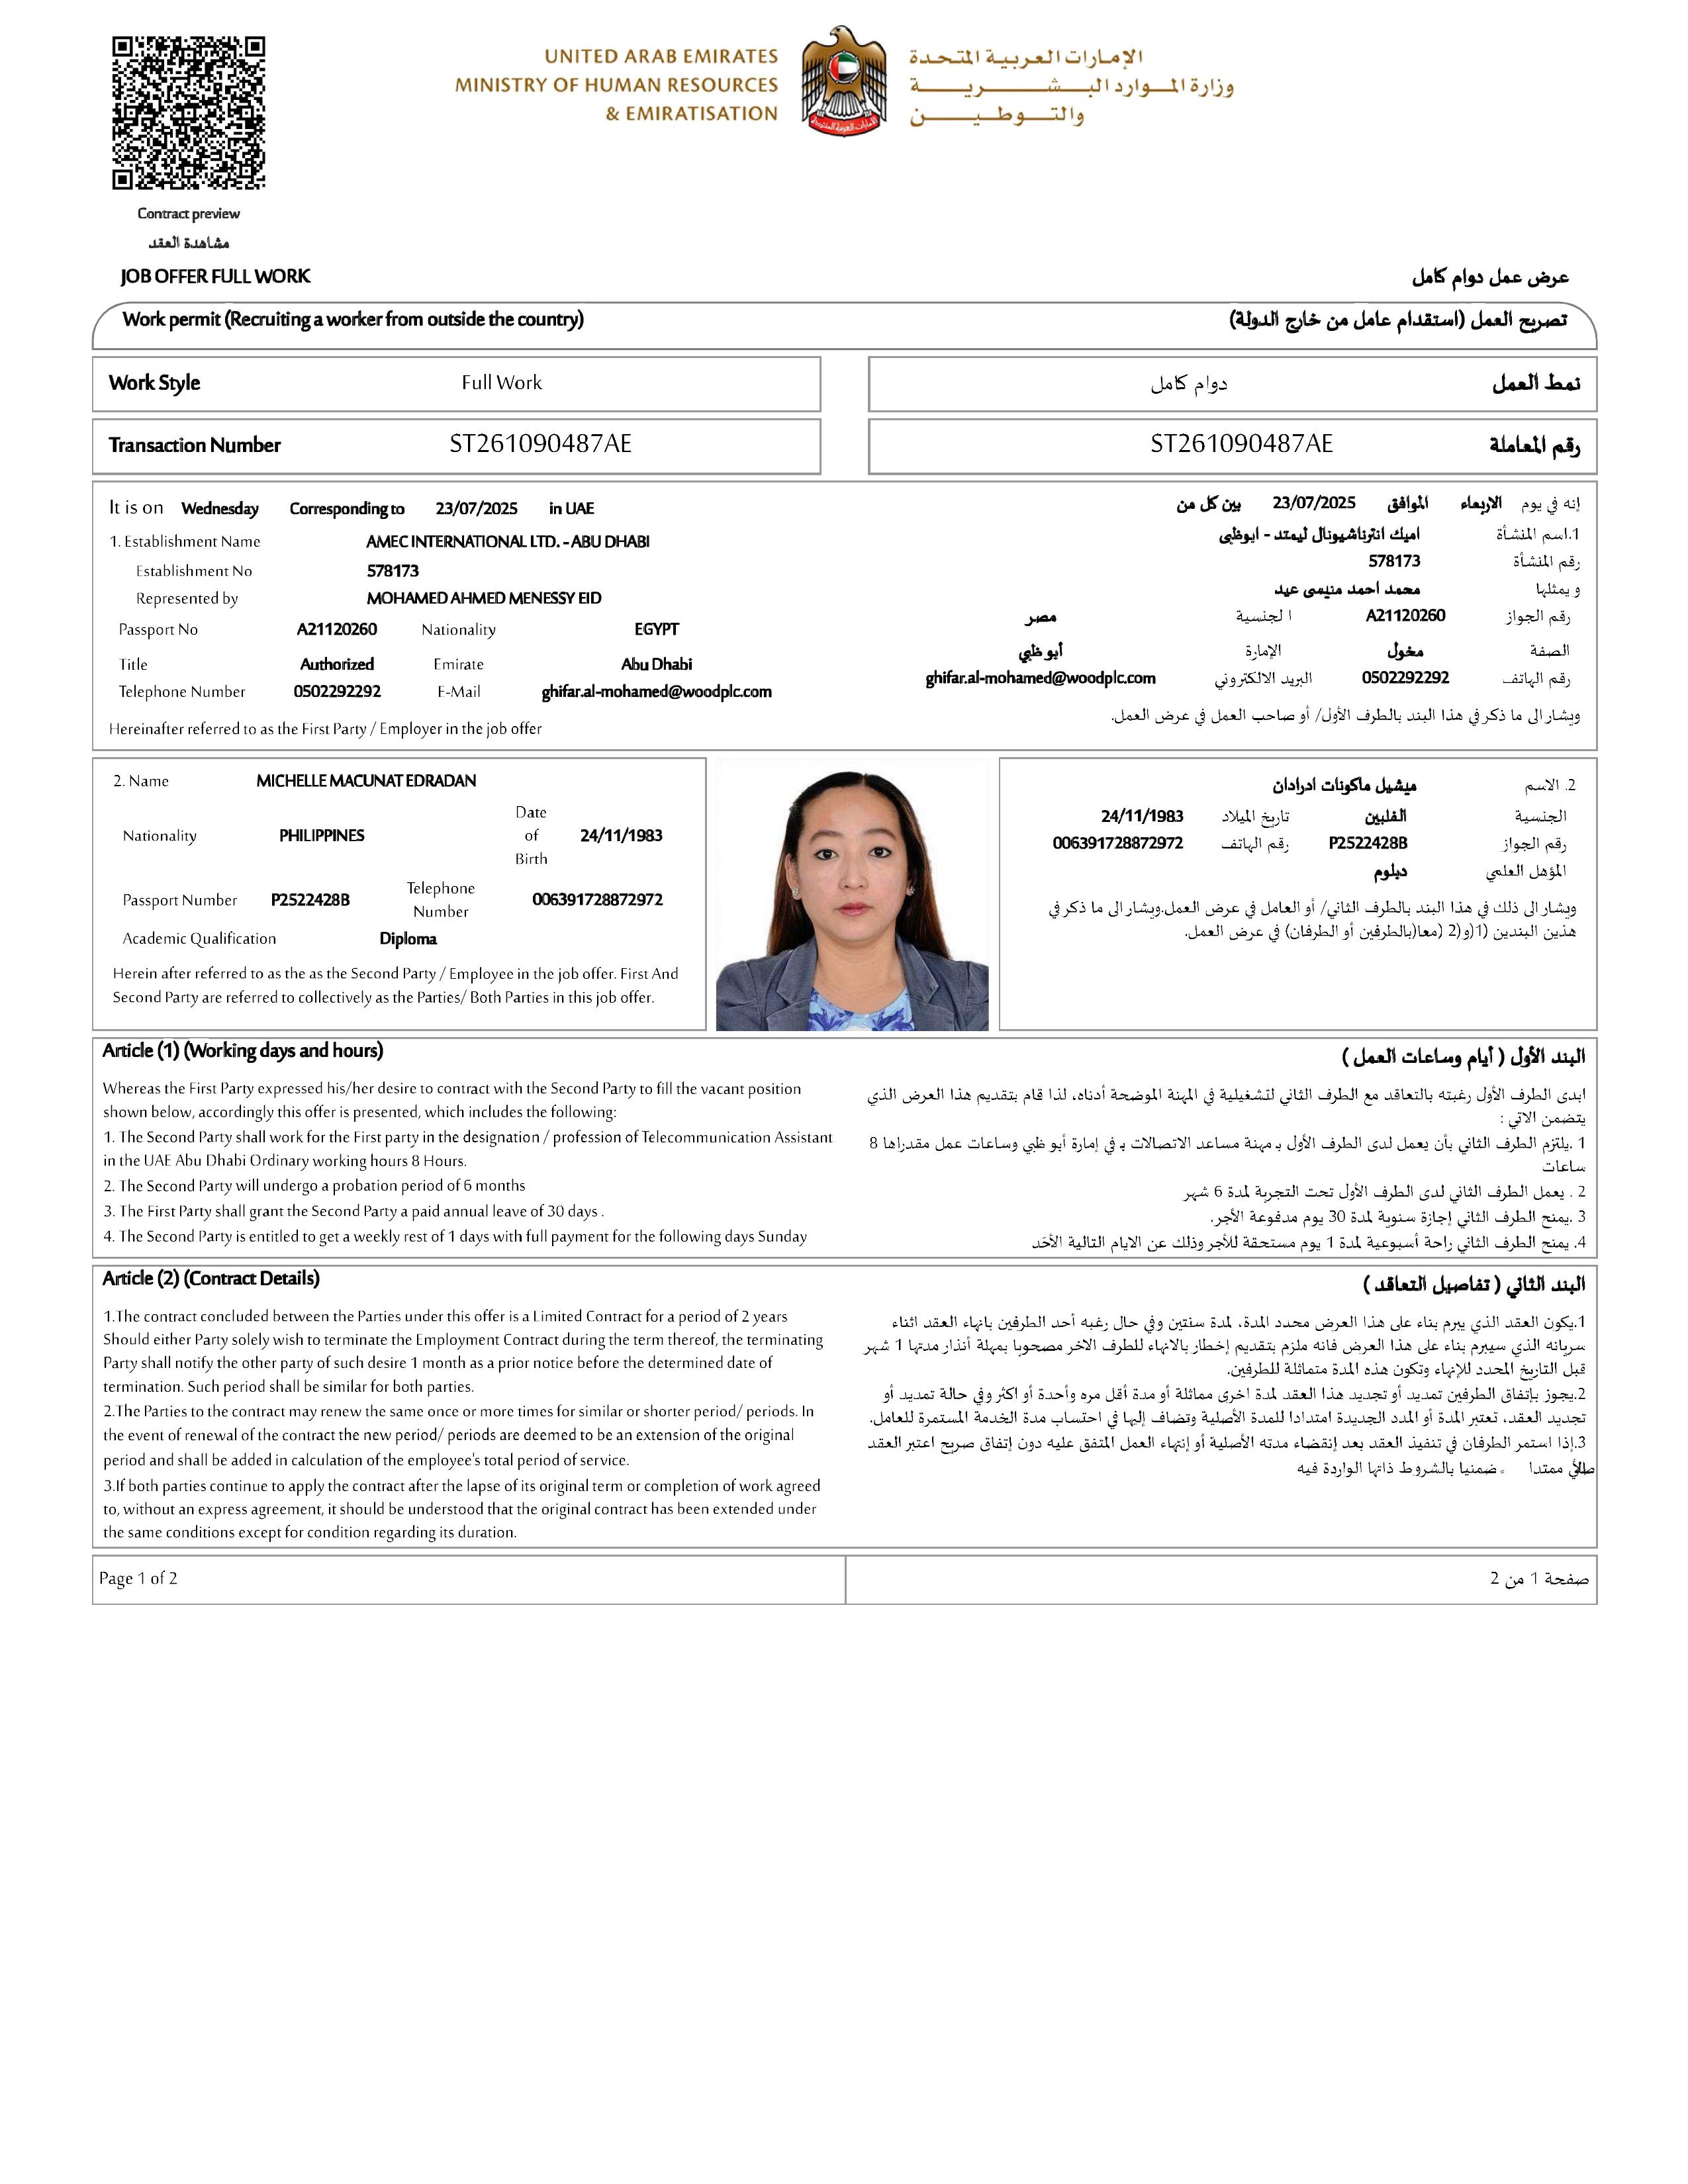 UNITED ARAB EMIRATES
MINISTRY OF HUMAN RESOURCES
& EMIRATISATION
الإمارات العربية المتحدة
وزارة الموارد البشرية
والتوطين
Contract preview
مشاهدة العقد
JOB OFFER FULL WORK
عرض عمل دوام كامل
Work permit (Recruiting a worker from outside the country)
تصريح العمل (استقدام عامل من خارج الدولة)
Work Style Full Work
نمط العمل دوام كامل
Transaction Number ST261090487AE
رقم المعاملة ST261090487AE
It is on Wednesday Corresponding to 23/07/2025 in UAE
1. Establishment Name AMEC INTERNATIONAL LTD. - ABU DHABI
Establishment No 578173
Represented by MOHAMED AHMED MENESSY EID
Passport No A21120260 Nationality EGYPT
Title Authorized Emirate Abu Dhabi
Telephone Number 0502292292 E-Mail ghifar.al-mohamed@woodplc.com
Hereinafter referred to as the First Party / Employer in the job offer
إنه في يوم الاربعاء الموافق 23/07/2025 بين كل من
1.اسم المنشأة اميك انترناشيونال ليمتد - ابوظبى
رقم المنشأة 578173
و يمثلها محمد احمد منيسى عيد
رقم الجواز A21120260 ا لجنسية مصر
الصفة مخول الإمارة أبو ظبي
رقم الهاتف 0502292292 البريد الالكتروني ghifar.al-mohamed@woodplc.com
ويشار الى ما ذكر في هذا البند بالطرف الأول/ أو صاحب العمل في عرض العمل.
2. Name MICHELLE MACUNAT EDRADAN
Nationality PHILIPPINES Date of Birth 24/11/1983
Passport Number P2522428B Telephone Number 006391728872972
Academic Qualification Diploma
Herein after referred to as the as the Second Party / Employee in the job offer. First And
Second Party are referred to collectively as the Parties/ Both Parties in this job offer.
2. الاسم ميشيل ماكونات ادرادان
الجنسية الفلبين تاريخ الميلاد 24/11/1983
رقم الجواز P2522428B رقم الهاتف 006391728872972
المؤهل العلمي دبلوم
ويشار الى ذلك في هذا البند بالطرف الثاني/ أو العامل في عرض العمل.ويشار الى ما ذكر في
هذين البندين (1(و(2 (معا(بالطرفين أو الطرفان) في عرض العمل.
Article (1) (Working days and hours)
Whereas the First Party expressed his/her desire to contract with the Second Party to fill the vacant position
shown below, accordingly this offer is presented, which includes the following:
1. The Second Party shall work for the First party in the designation / profession of Telecommunication Assistant
in the UAE Abu Dhabi Ordinary working hours 8 Hours.
2. The Second Party will undergo a probation period of 6 months
3. The First Party shall grant the Second Party a paid annual leave of 30 days .
4. The Second Party is entitled to get a weekly rest of 1 days with full payment for the following days Sunday
البند الأول ( أيام وساعات العمل )
ابدى الطرف الأول رغبته بالتعاقد مع الطرف الثاني لتشغيلية في المهنة الموضحة أدناه، لذا قام بتقديم هذا العرض الذي
يتضمن الاتي :
1 .يلتزم الطرف الثاني بأن يعمل لدى الطرف الأول بـ مهنة مساعد الاتصالات بـ في إمارة أبو ظبي وساعات عمل مقدراها 8
ساعات
2 . يعمل الطرف الثاني لدى الطرف الأول تحت التجربة لمدة 6 شهر
3 .يمنح الطرف الثاني إجازة سنوية لمدة 30 يوم مدفوعة الأجر.
4. يمنح الطرف الثاني راحة أسبوعية لمدة 1 يوم مستحقة للأجر وذلك عن الايام التالية الأحَد
Article (2) (Contract Details)
1.The contract concluded between the Parties under this offer is a Limited Contract for a period of 2 years
Should either Party solely wish to terminate the Employment Contract during the term thereof, the terminating
Party shall notify the other party of such desire 1 month as a prior notice before the determined date of
termination. Such period shall be similar for both parties.
2.The Parties to the contract may renew the same once or more times for similar or shorter period/ periods. In
the event of renewal of the contract the new period/ periods are deemed to be an extension of the original
period and shall be added in calculation of the employee's total period of service.
3.If both parties continue to apply the contract after the lapse of its original term or completion of work agreed
to, without an express agreement, it should be understood that the original contract has been extended under
the same conditions except for condition regarding its duration.
البند الثاني ( تفاصيل التعاقد )
1.يكون العقد الذي يبرم بناء على هذا العرض محدد المدة، لمدة سنتين وفي حال رغبه أحد الطرفين بانهاء العقد اثناء
سريانه الذي سيبرم بناء على هذا العرض فانه ملزم بتقديم إخطار بالانهاء للطرف الاخر مصحوبا بمهلة أنذار مدتها 1 شهر
قبل التاريخ المحدد للإنهاء وتكون هذه المدة متماثلة للطرفين.
2.يجوز بإتفاق الطرفين تمديد أو تجديد هذا العقد لمدة اخرى مماثلة أو مدة أقل مره وأحدة أو اكثر وفي حالة تمديد أو
تجديد العقد، تعتبر المدة أو المدد الجديدة امتدادا للمدة الأصلية وتضاف إليها في احتساب مدة الخدمة المستمرة للعامل.
3.إذا استمر الطرفان في تنفيذ العقد بعد إنقضاء مدته الأصلية أو إنتهاء العمل المتفق عليه دون إتفاق صريح اعتبر العقد
ممتدا ضمنيا بالشروط ذاتها الواردة فيه
Page 1 of 2
صفحة 1 من 2